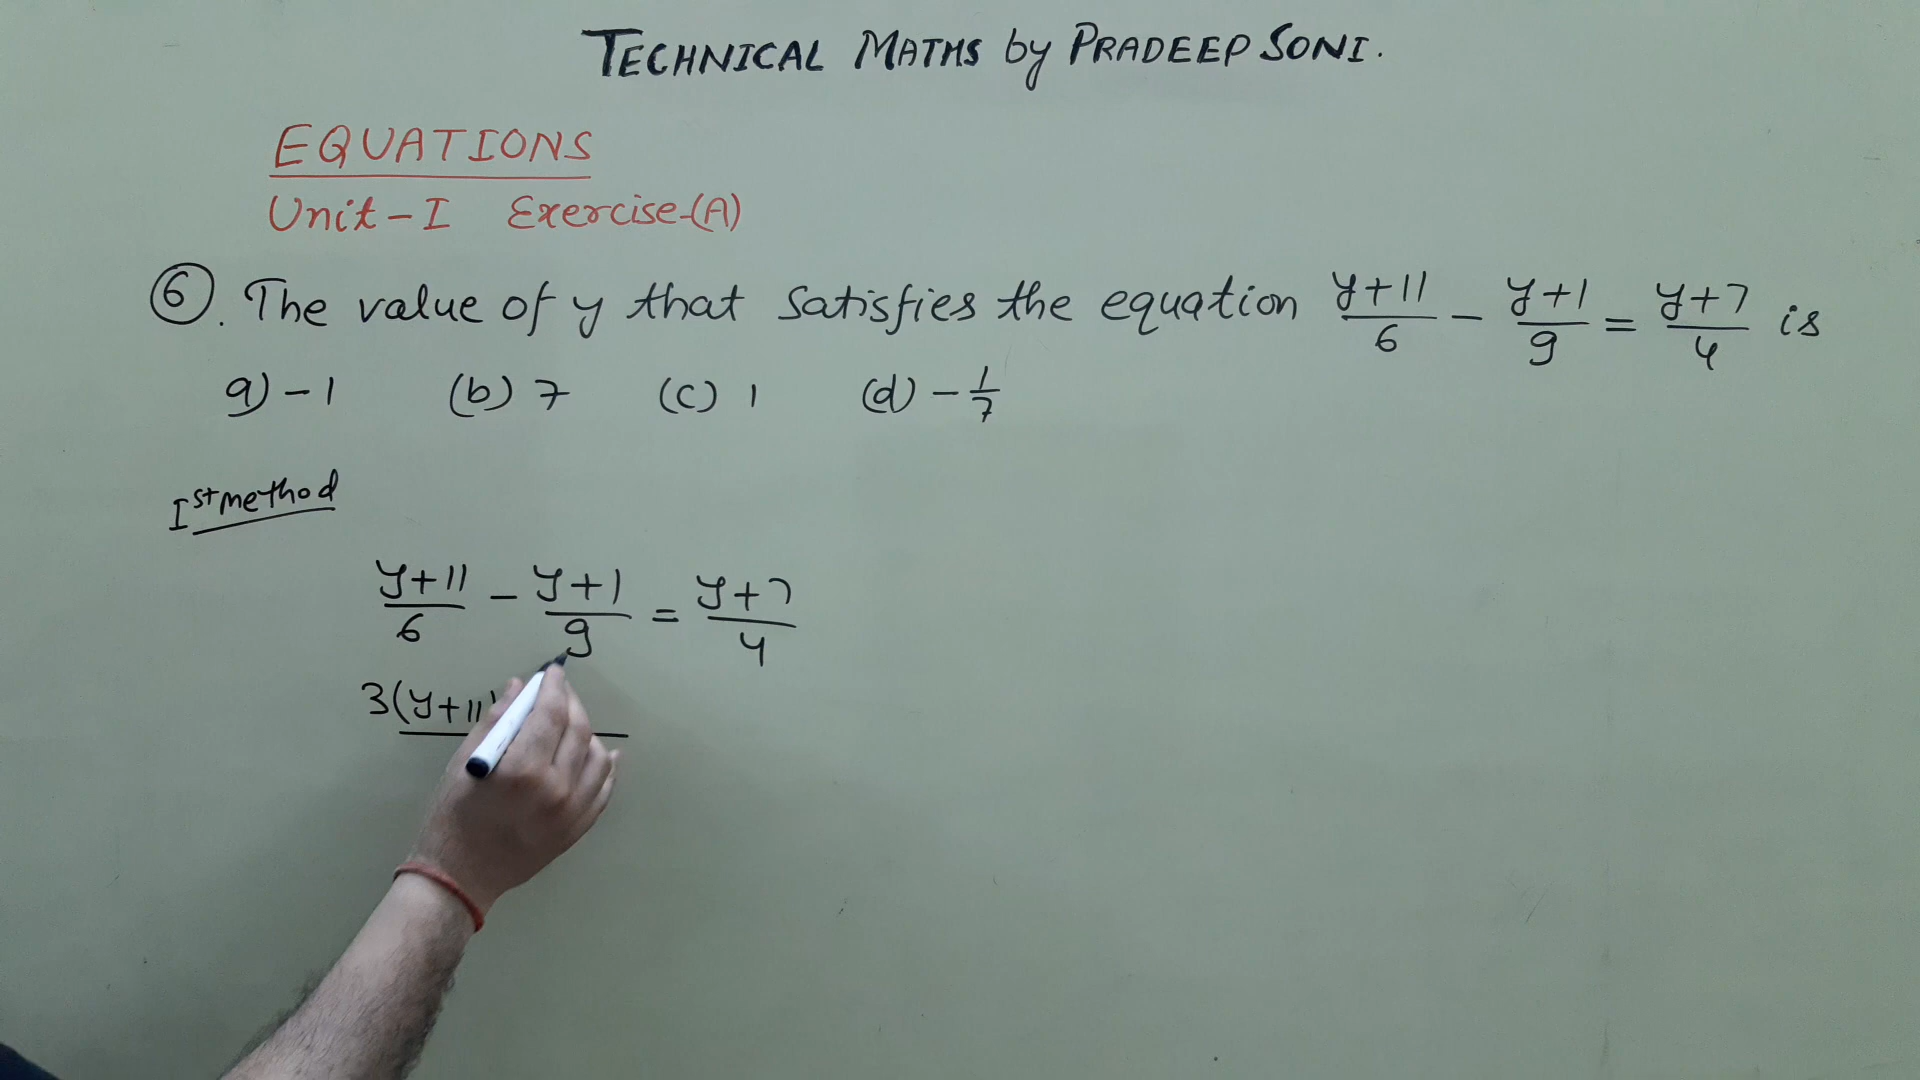 TECHNICAL MATHS by PRADEEP SONI.
EQUATIONS
Unit-I Exercise-(A)
6. The value of y that satisfies the equation (y+11)/6 - (y+1)/9 = (y+7)/4 is
a) -1 (b) 7 (c) 1 (d) -1/7
Ist method
(y+11)/6 - (y+1)/9 = (y+7)/4
3(y+11)